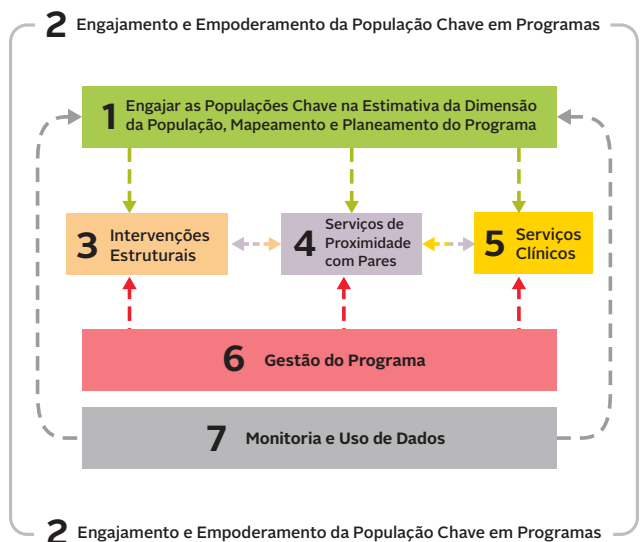 2 Engajamento e Empoderamento da População Chave em Programas
1 Engajar as Populações Chave na Estimativa da Dimensão
da População, Mapeamento e Planeamento do Programa
3 Intervenções
Estruturais
4 Serviços de
Proximidade
com Pares
5 Serviços
Clínicos
6 Gestão do Programa
7 Monitoria e Uso de Dados
2 Engajamento e Empoderamento da População Chave em Programas